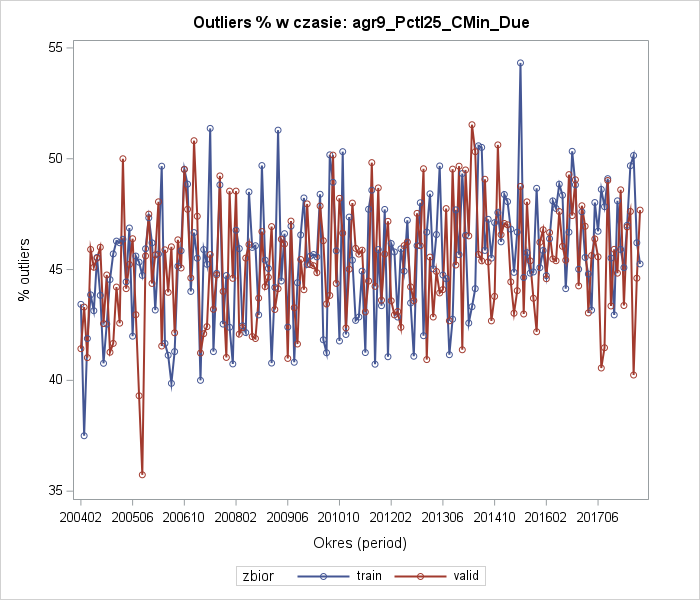 Outliers % w czasie: agr9_Pctl25_CMin_Due
55
50
45
40
35
% outliers
200402 200506 200610 200802 200906 201010 201202 201306 201410 201602 201706
Okres (period)
zbior train valid